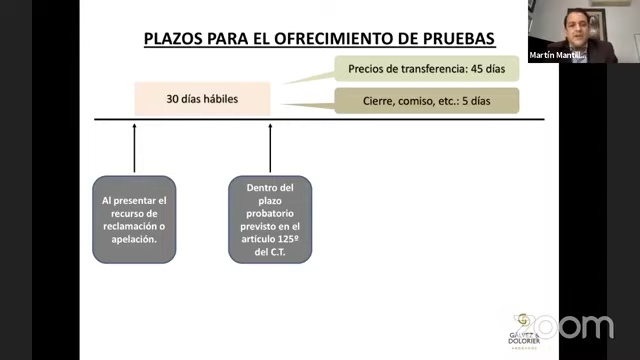 PLAZOS PARA EL OFRECIMIENTO DE PRUEBAS
Martín Mantill...
Precios de transferencia: 45 días
30 días hábiles
Cierre, comiso, etc.: 5 días
Al presentar el
recurso de
reclamación o
apelación.
Dentro del
plazo
probatorio
previsto en el
artículo 125º
del C.T.
GÁLVEZ &
DOLORIER
ABOGADOS
zoom